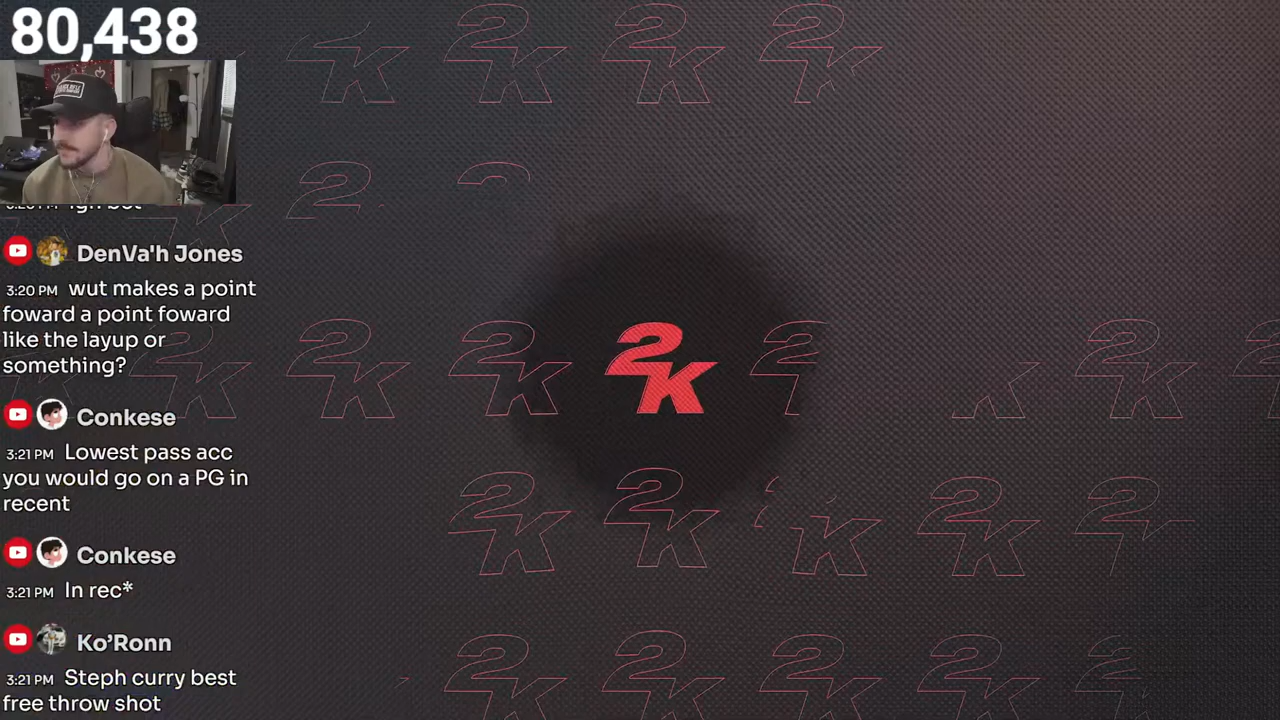 80,438
DenVa'h Jones
3:20 PM wut makes a point
foward a point foward
like the layup or
something?
Conkese
3:21 PM Lowest pass acc
you would go on a PG in
recent
Conkese
3:21 PM In rec*
Ko’Ronn
3:21 PM Steph curry best
free throw shot
2K